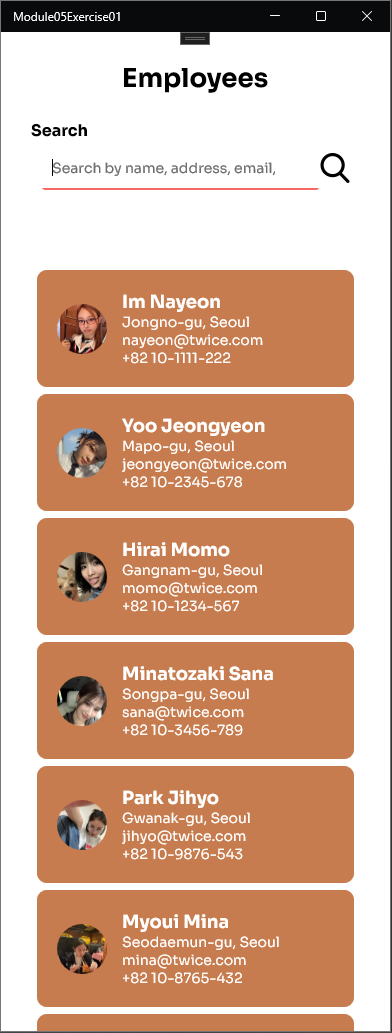 Module05Exercise01
Employees
Search
Search by name, address, email,
Im Nayeon
Jongno-gu, Seoul
nayeon@twice.com
+82 10-1111-222
Yoo Jeongyeon
Mapo-gu, Seoul
jeongyeon@twice.com
+82 10-2345-678
Hirai Momo
Gangnam-gu, Seoul
momo@twice.com
+82 10-1234-567
Minatozaki Sana
Songpa-gu, Seoul
sana@twice.com
+82 10-3456-789
Park Jihyo
Gwanak-gu, Seoul
jihyo@twice.com
+82 10-9876-543
Myoui Mina
Seodaemun-gu, Seoul
mina@twice.com
+82 10-8765-432